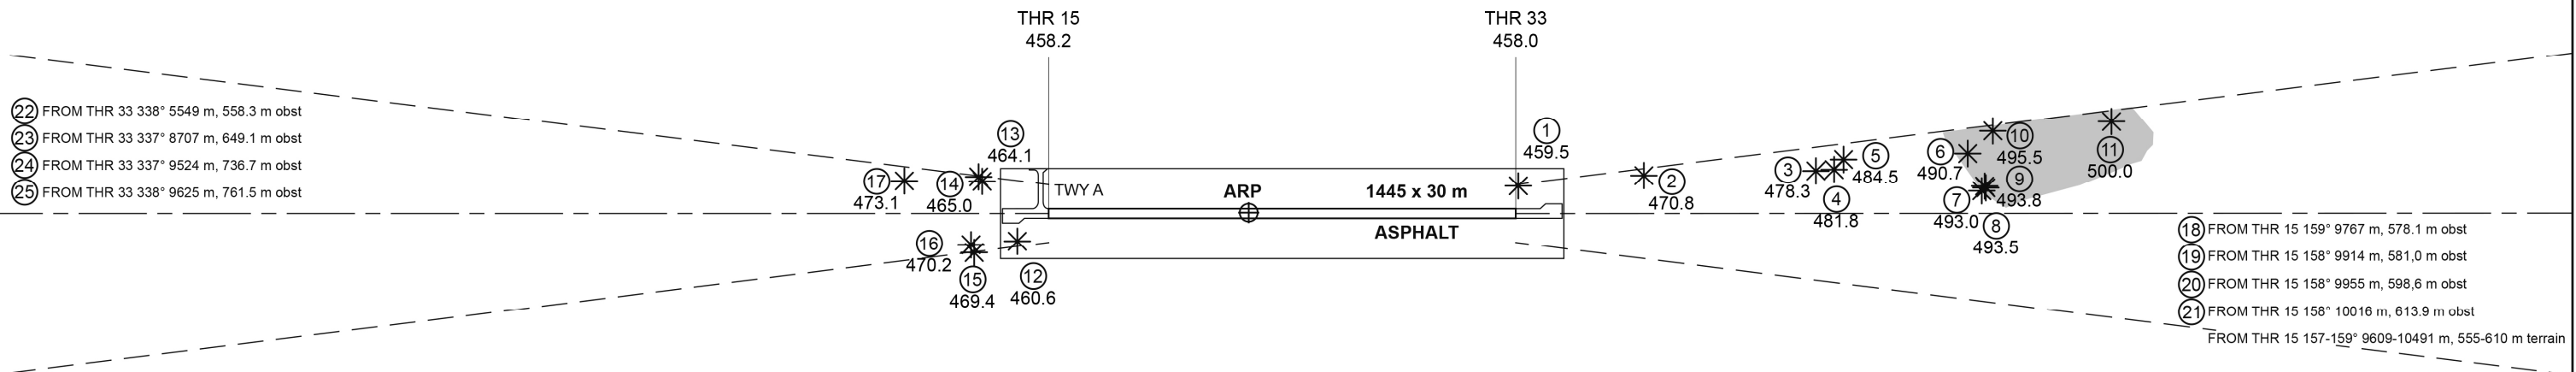 THR 15
458.2
THR 33
458.0
22 FROM THR 33 338° 5549 m, 558.3 m obst
23 FROM THR 33 337° 8707 m, 649.1 m obst
24 FROM THR 33 337° 9524 m, 736.7 m obst
25 FROM THR 33 338° 9625 m, 761.5 m obst
17
473.1
14
465.0
13
464.1
16
470.2
15
469.4
12
460.6
TWY A
ARP
1445 x 30 m
ASPHALT
1
459.5
2
470.8
3
478.3
4
481.8
5
484.5
6
490.7
7
493.0
8
493.5
9
493.8
10
495.5
11
500.0
18 FROM THR 15 159° 9767 m, 578.1 m obst
19 FROM THR 15 158° 9914 m, 581,0 m obst
20 FROM THR 15 158° 9955 m, 598,6 m obst
21 FROM THR 15 158° 10016 m, 613.9 m obst
FROM THR 15 157-159° 9609-10491 m, 555-610 m terrain